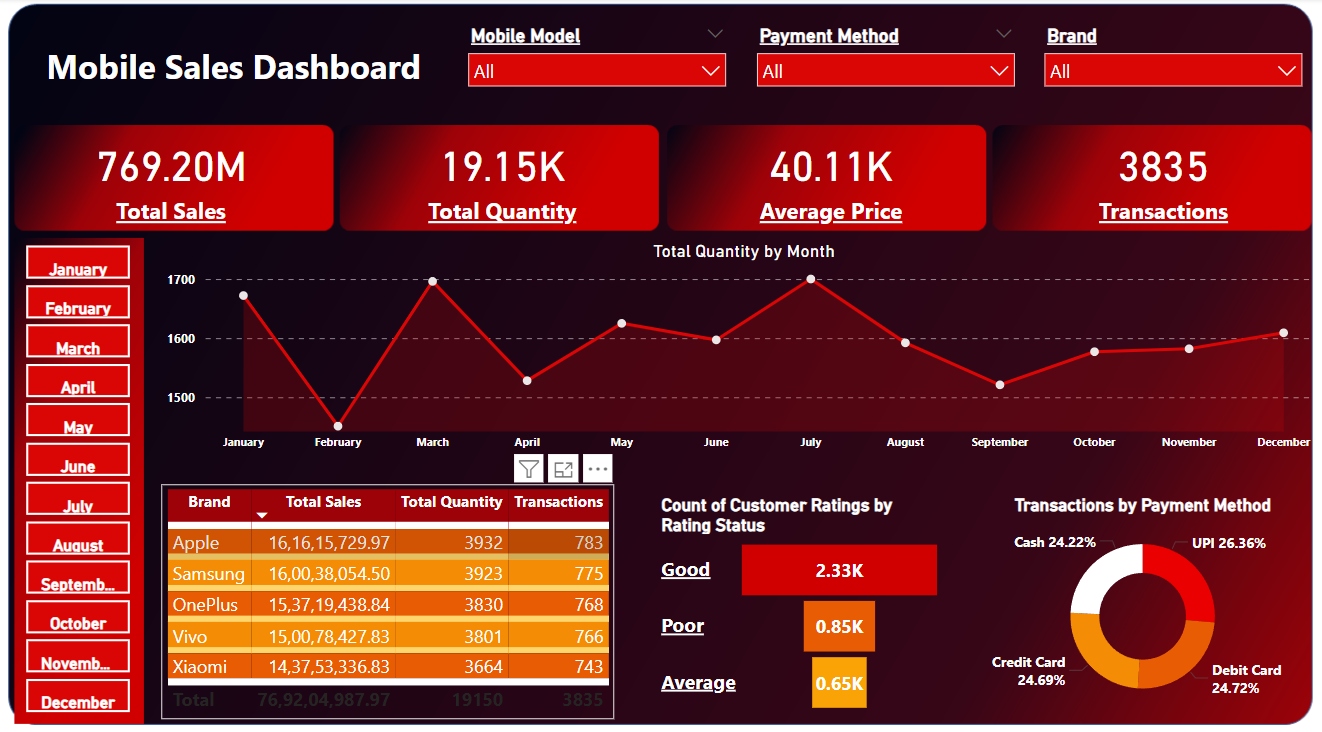 Mobile Sales Dashboard
Mobile Model
All
Payment Method
All
Brand
All
769.20M
Total Sales
19.15K
Total Quantity
40.11K
Average Price
3835
Transactions
January
February
March
April
May
June
July
August
Septemb...
October
Novemb...
December
Total Quantity by Month
1700
1600
1500
January February March April May June July August September October November December
Brand Total Sales Total Quantity Transactions
Apple 16,16,15,729.97 3932 783
Samsung 16,00,38,054.50 3923 775
OnePlus 15,37,19,438.84 3830 768
Vivo 15,00,78,427.83 3801 766
Xiaomi 14,37,53,336.83 3664 743
Total 76,92,04,987.97 19150 3835
Count of Customer Ratings by
Rating Status
Good 2.33K
Poor 0.85K
Average 0.65K
Transactions by Payment Method
Cash 24.22%
UPI 26.36%
Credit Card
24.69%
Debit Card
24.72%